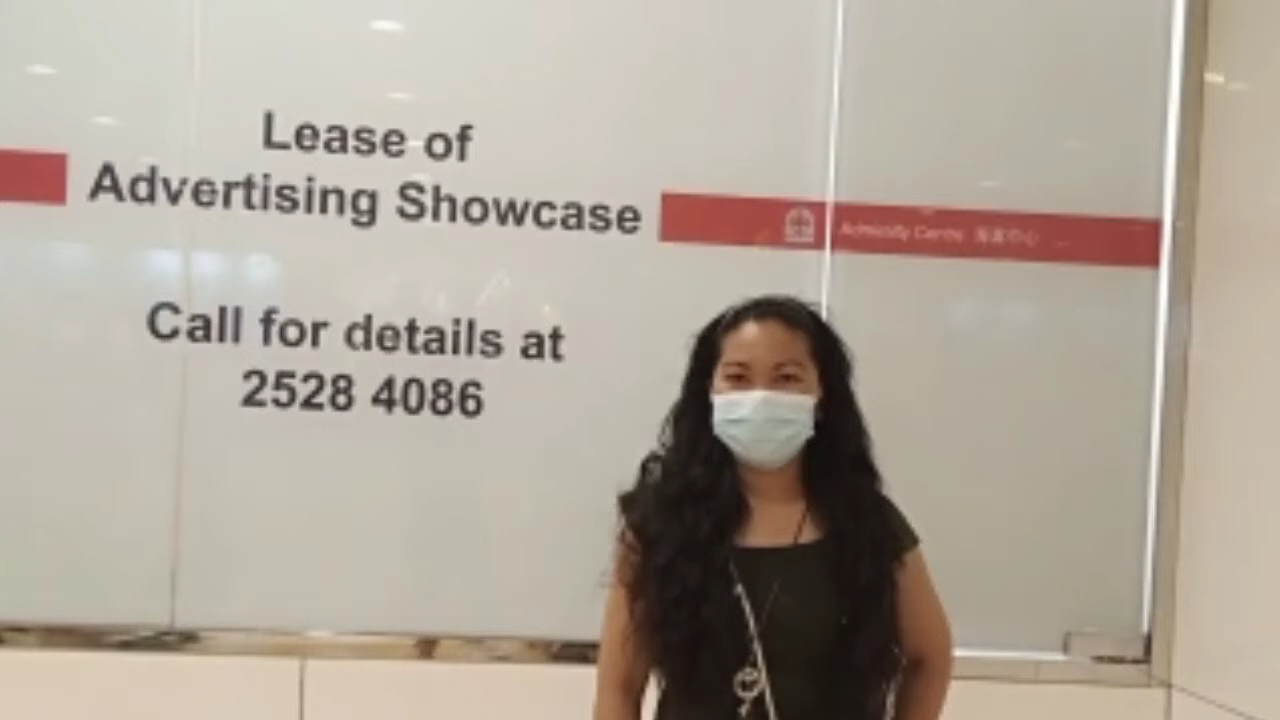 Lease of
Advertising Showcase
Admiralty Centre 海富中心
Call for details at
2528 4086